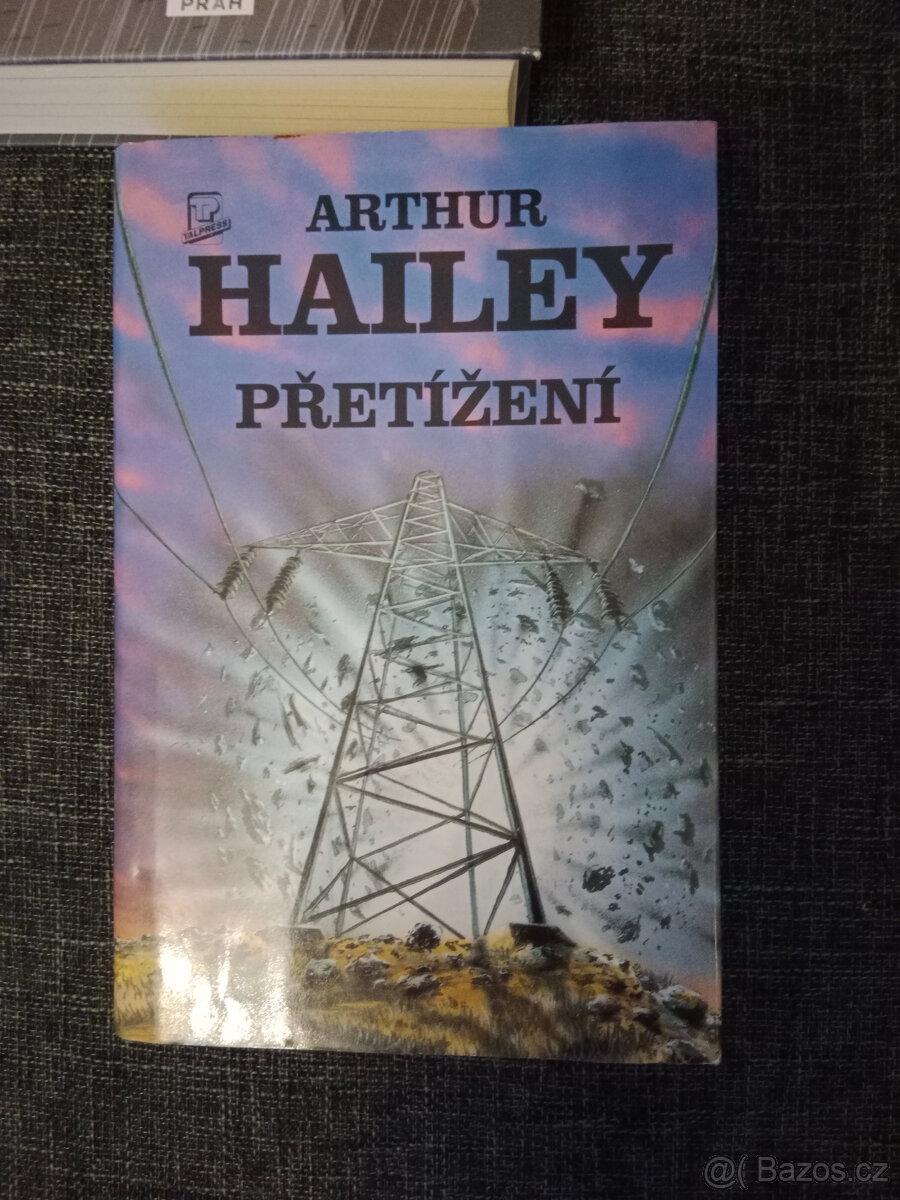 PRAH
TALPRESS
ARTHUR
HAILEY
PŘETÍŽENÍ
@( Bazos.cz